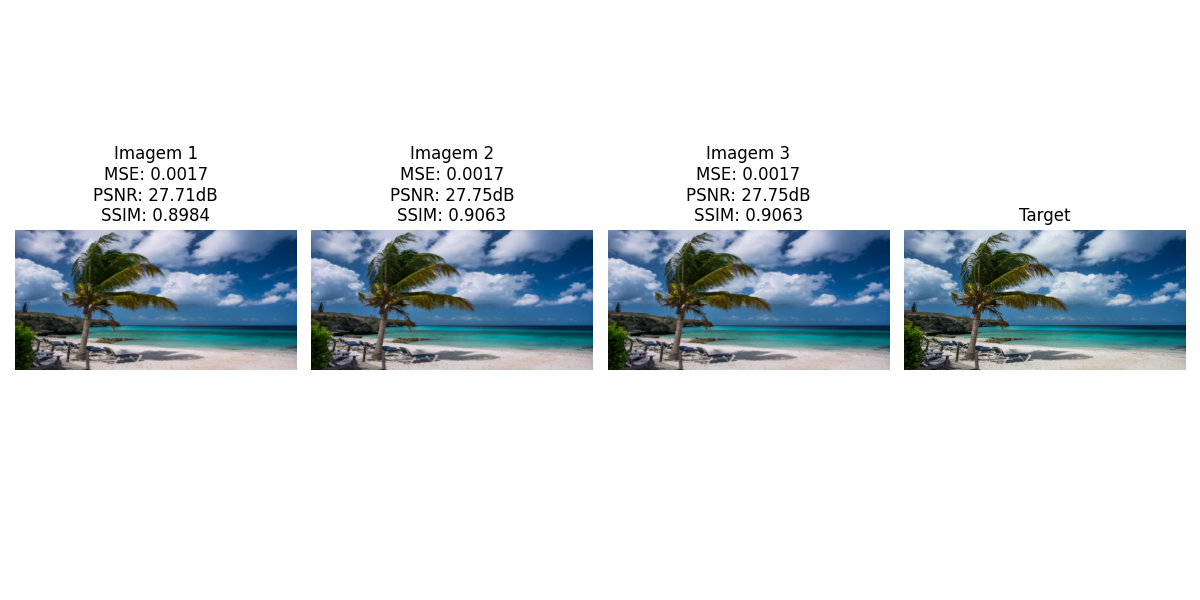 Imagem 1
MSE: 0.0017
PSNR: 27.71dB
SSIM: 0.8984
Imagem 2
MSE: 0.0017
PSNR: 27.75dB
SSIM: 0.9063
Imagem 3
MSE: 0.0017
PSNR: 27.75dB
SSIM: 0.9063
Target